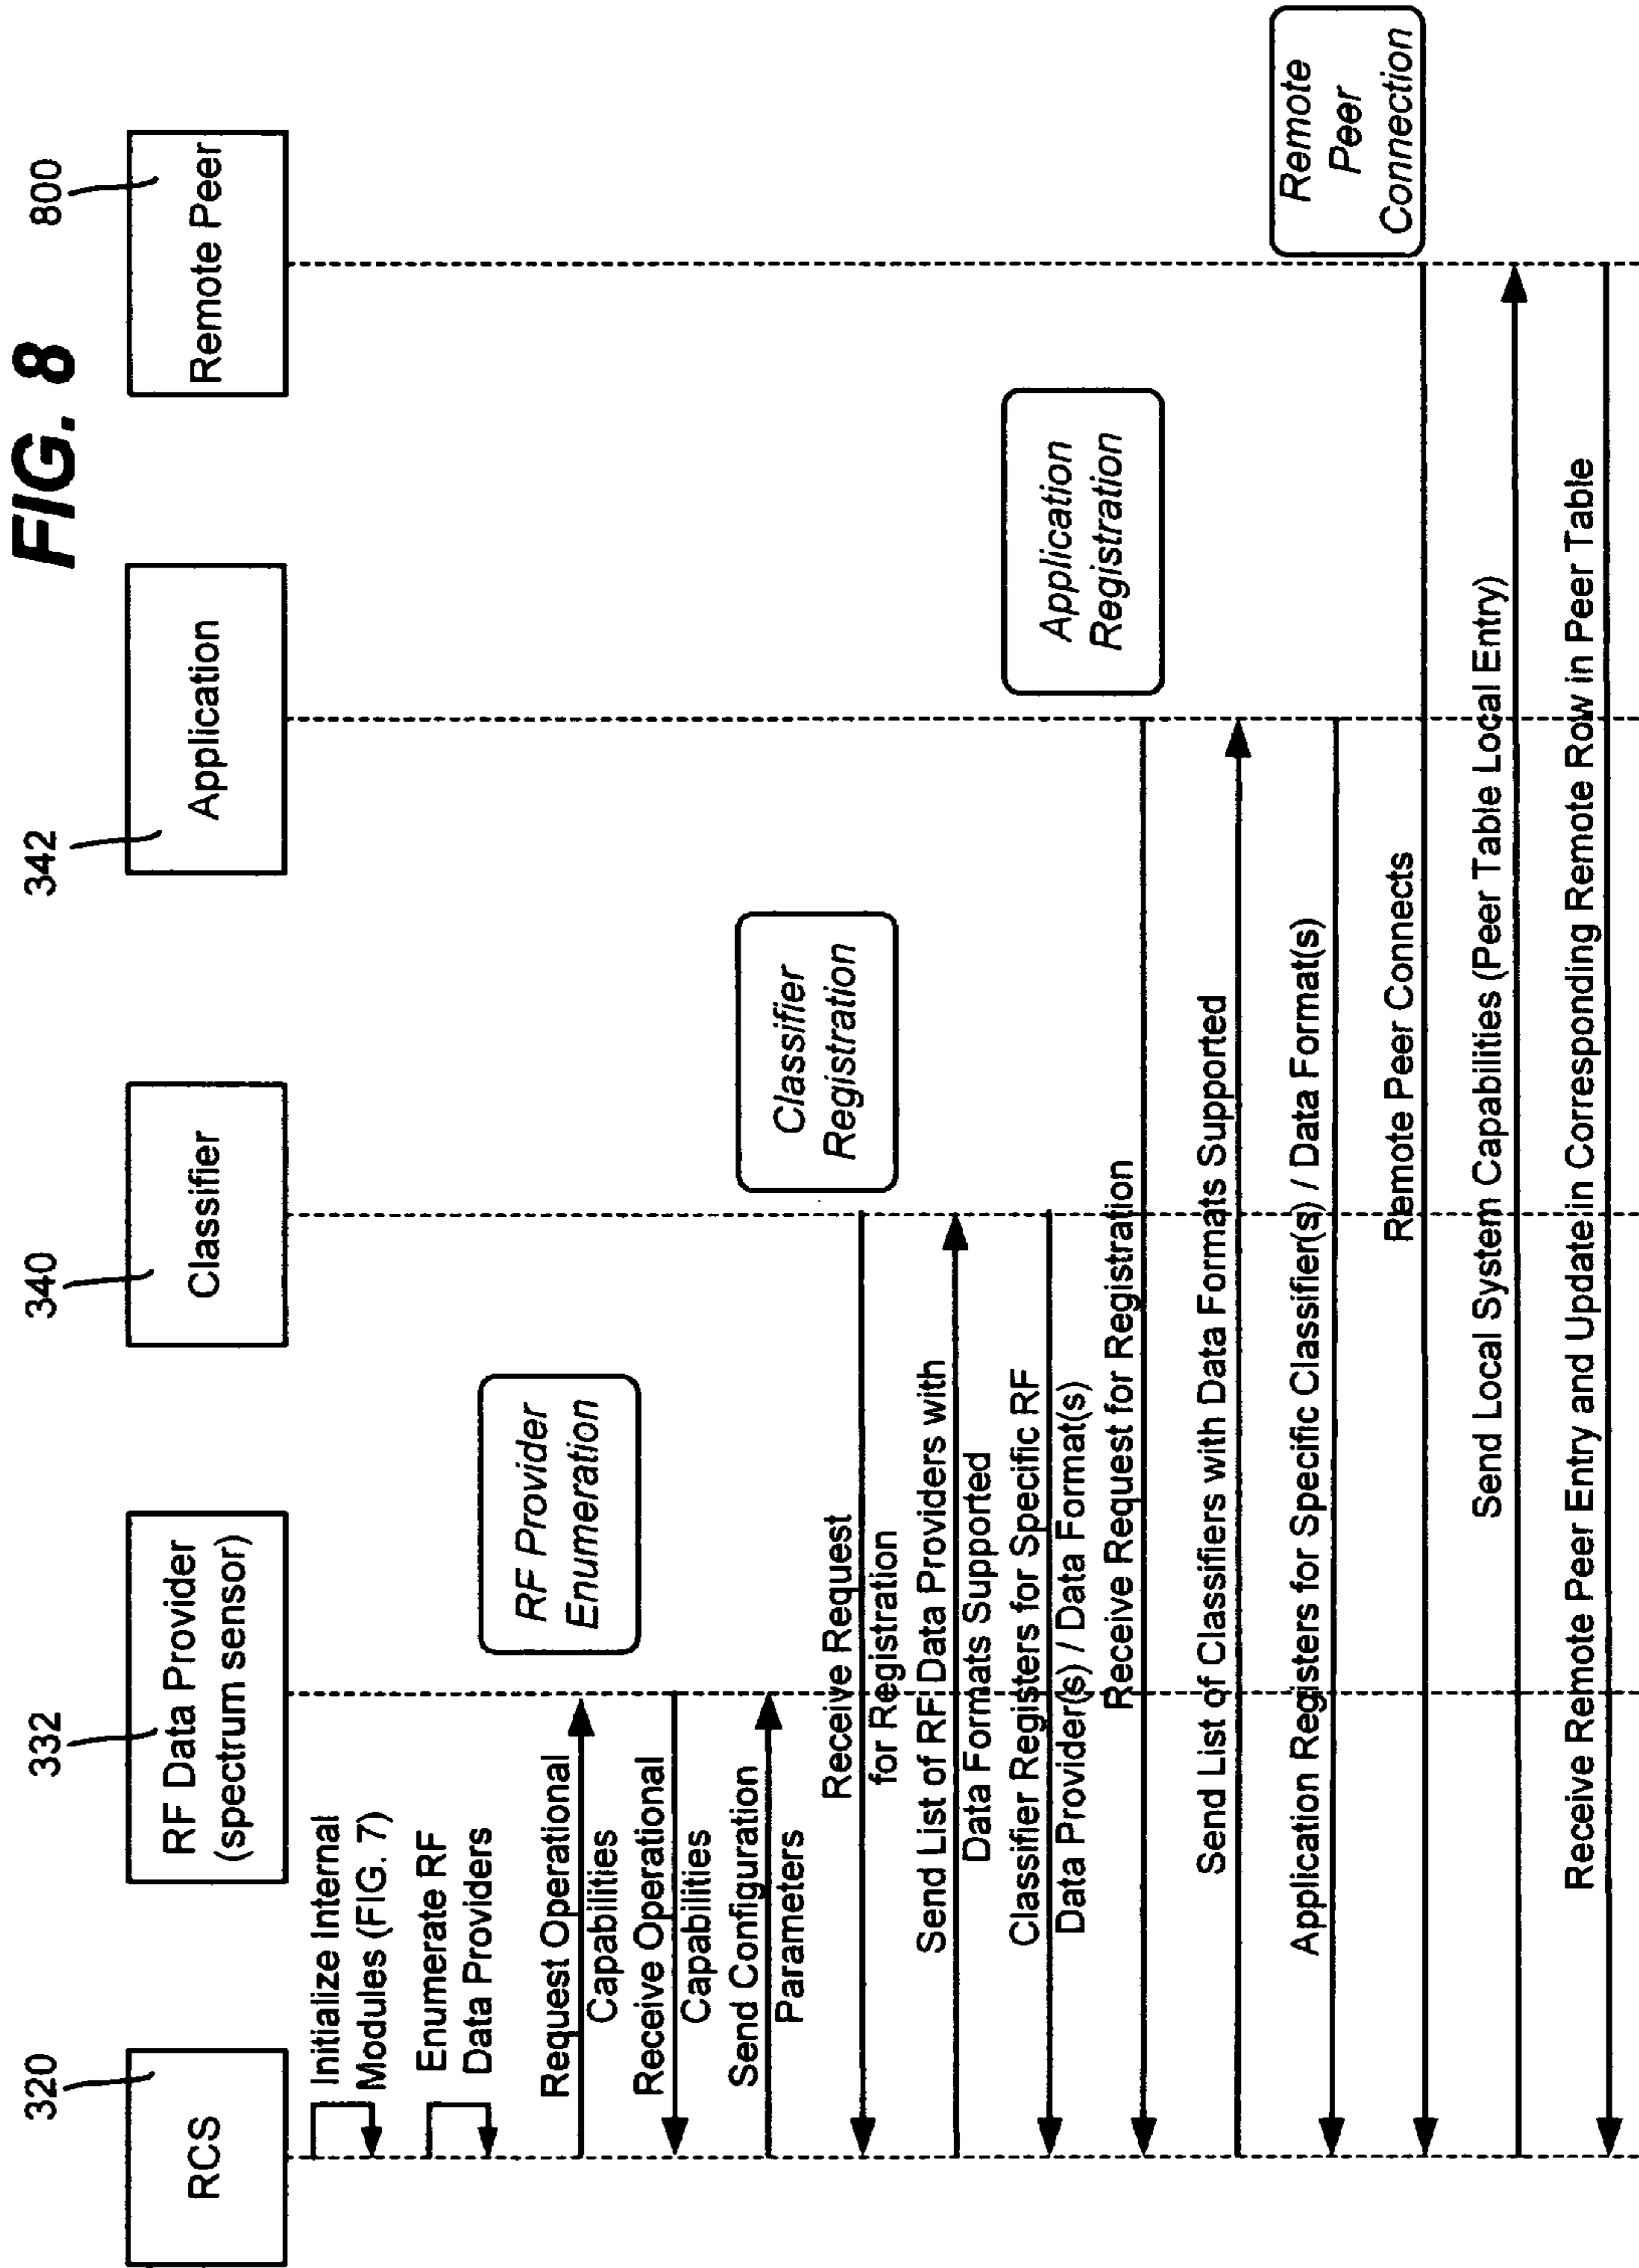 FIG. 8
320
332
340
342
800
RCS
RF Data Provider
(spectrum sensor)
Classifier
Application
Remote Peer
Initialize Internal
Modules (FIG. 7)
Enumerate RF
Data Providers
RF Provider
Enumeration
Request Operational
Capabilities
Receive Operational
Capabilities
Send Configuration
Parameters
Classifier
Registration
Receive Request
for Registration
Send List of RF Data Providers with
Data Formats Supported
Classifier Registers for Specific RF
Data Provider(s) / Data Format(s)
Application
Registration
Receive Request for Registration
Send List of Classifiers with Data Formats Supported
Application Registers for Specific Classifier(s) / Data Format(s)
Remote
Peer
Connection
Remote Peer Connects
Send Local System Capabilities (Peer Table Local Entry)
Receive Remote Peer Entry and Update in Corresponding Remote Row in Peer Table